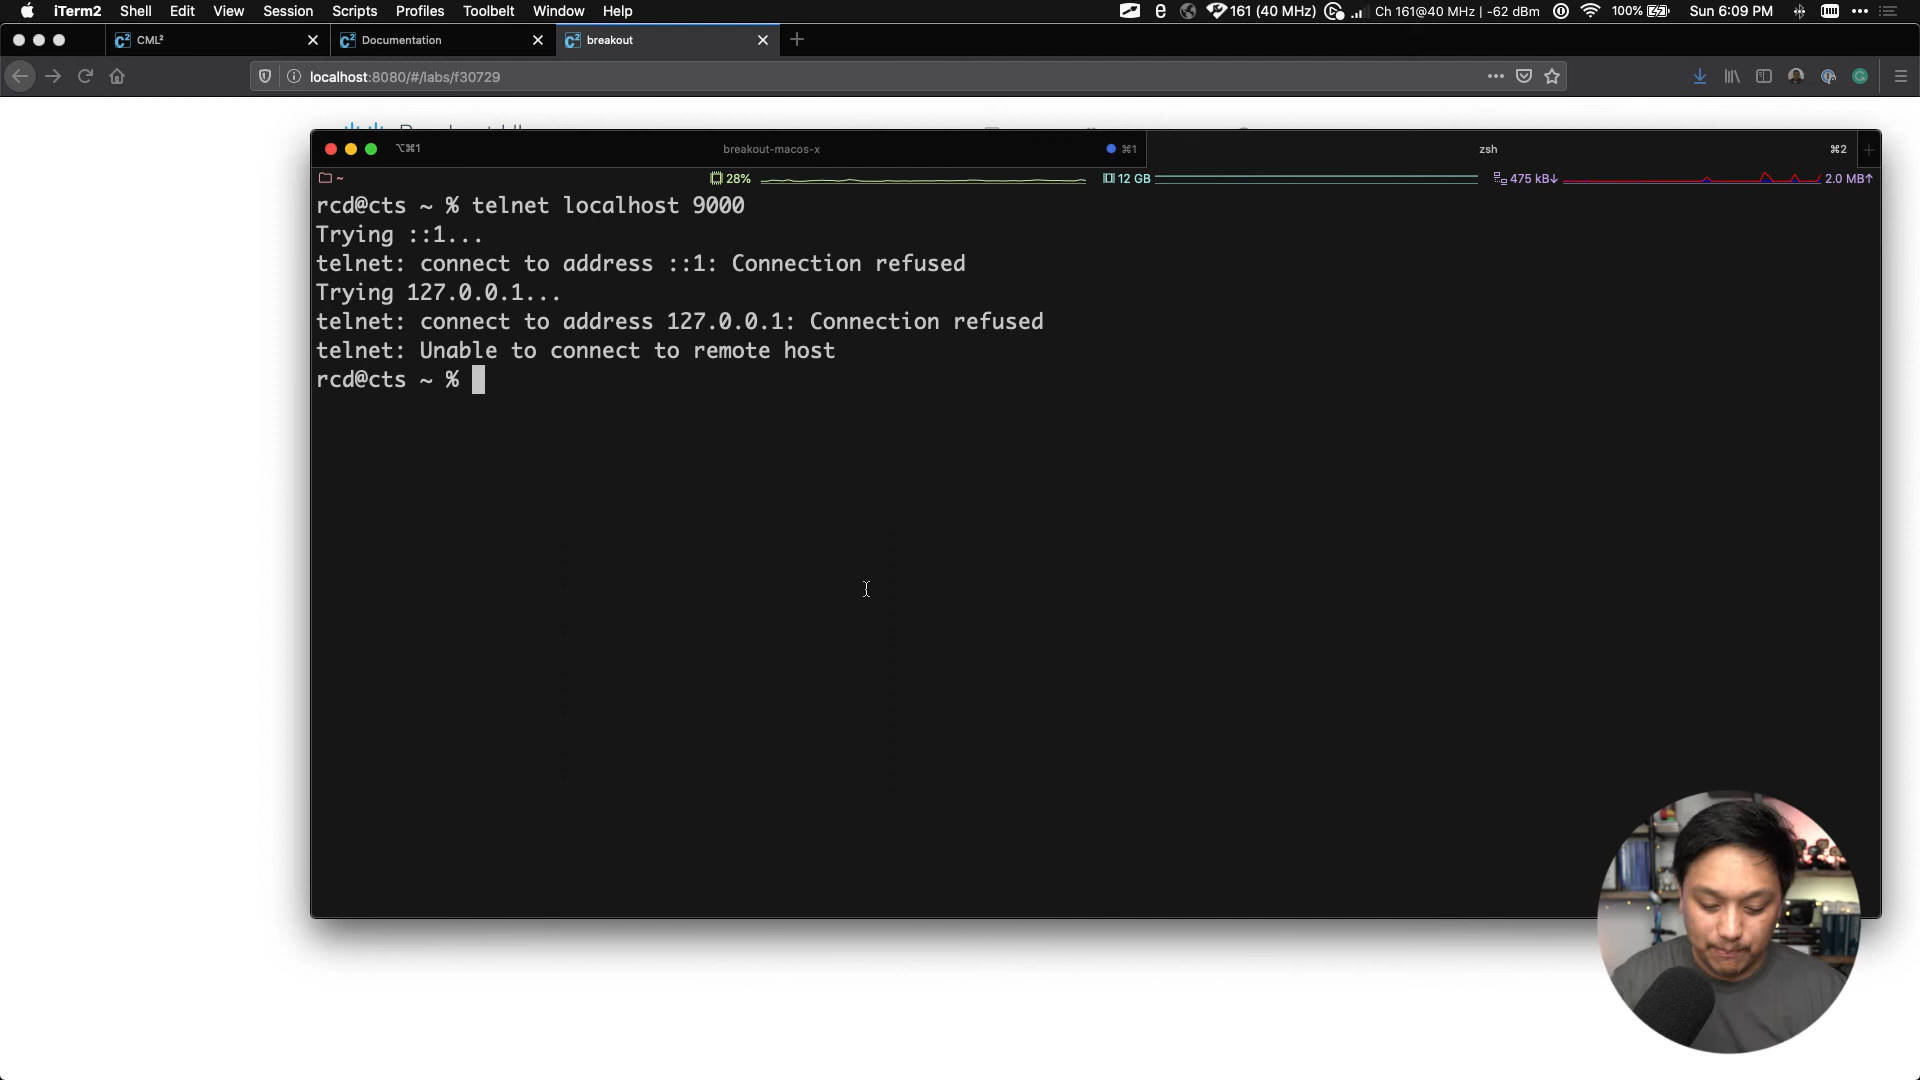 iTerm2 Shell Edit View Session Scripts Profiles Toolbelt Window Help 161 (40 MHz) Ch 161@40 MHz | -62 dBm 100% Sun 6:09 PM
CML² Documentation breakout
localhost:8080/#/labs/f30729
⌥⌘1 breakout-macos-x ⌘1 zsh ⌘2
~ 28% 12 GB 475 kB↓ 2.0 MB↑
rcd@cts ~ % telnet localhost 9000
Trying ::1...
telnet: connect to address ::1: Connection refused
Trying 127.0.0.1...
telnet: connect to address 127.0.0.1: Connection refused
telnet: Unable to connect to remote host
rcd@cts ~ %